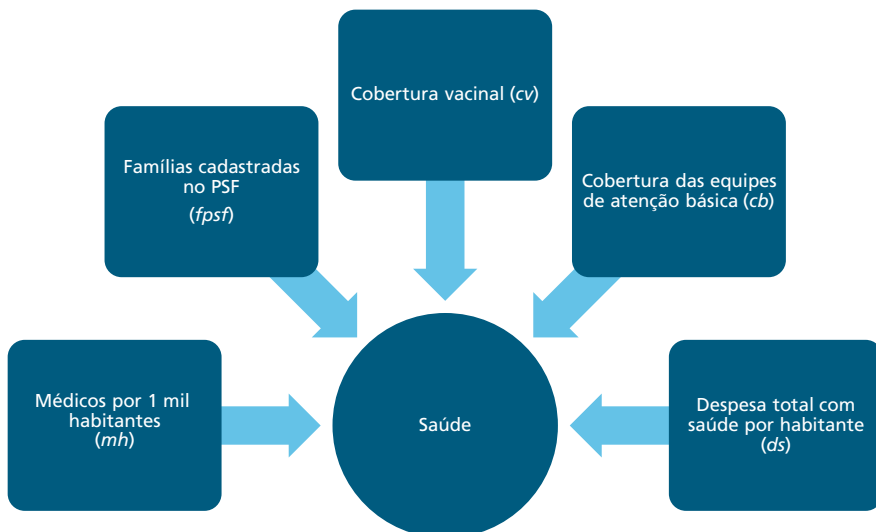 Cobertura vacinal (cv)
Famílias cadastradas
no PSF
(fpsf)
Cobertura das equipes
de atenção básica (cb)
Médicos por 1 mil
habitantes
(mh)
Saúde
Despesa total com
saúde por habitante
(ds)